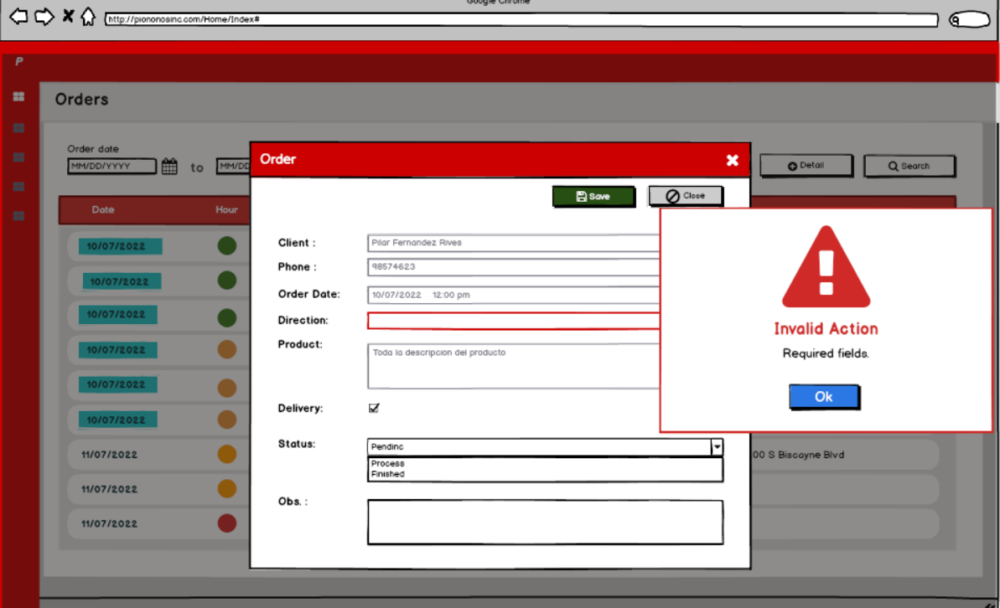 Google Chrome
http://piononosinc.com/Home/Index#
P
Orders
Order date
MM/DD/YYYY
to
Order
Detail
Search
Date
Hour
Save
Close
10/07/2022
10/07/2022
10/07/2022
10/07/2022
10/07/2022
10/07/2022
11/07/2022
11/07/2022
11/07/2022
Client :
Pilar Fernandez Rives
Phone :
98574623
Order Date:
10/07/2022 12:00 pm
Direction:
Product:
Toda la descripcion del producto
Delivery:
Status:
Pendinc
Process
Finished
Obs. :
00 S Biscayne Blvd
Invalid Action
Required fields.
Ok